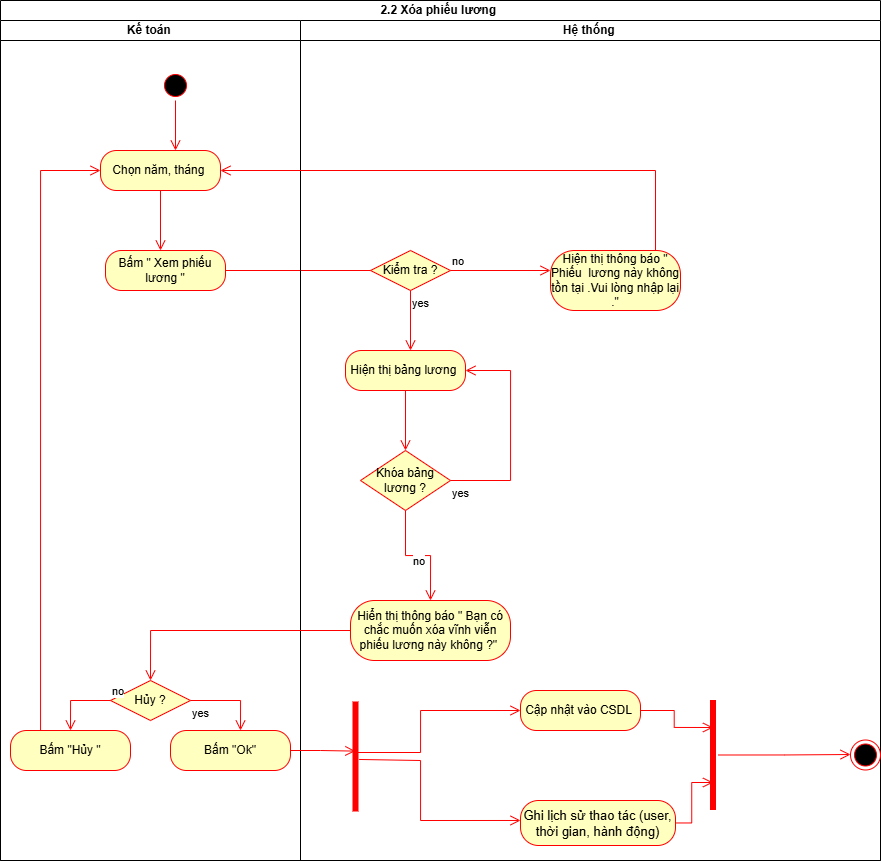 2.2 Xóa phiếu lương
Kế toán
Hệ thống
Chọn năm, tháng
Bấm " Xem phiếu
lương "
Kiểm tra ?
no
Hiện thị thông báo "
Phiếu lương này không
tồn tại .Vui lòng nhập lại
."
yes
Hiện thị bảng lương
Khóa bảng
lương ?
yes
no
Hiển thị thông báo " Bạn có
chắc muốn xóa vĩnh viễn
phiếu lương này không ?"
Hủy ?
no
yes
Bấm "Hủy "
Bấm "Ok"
Cập nhật vào CSDL
Ghi lịch sử thao tác (user,
thời gian, hành động)